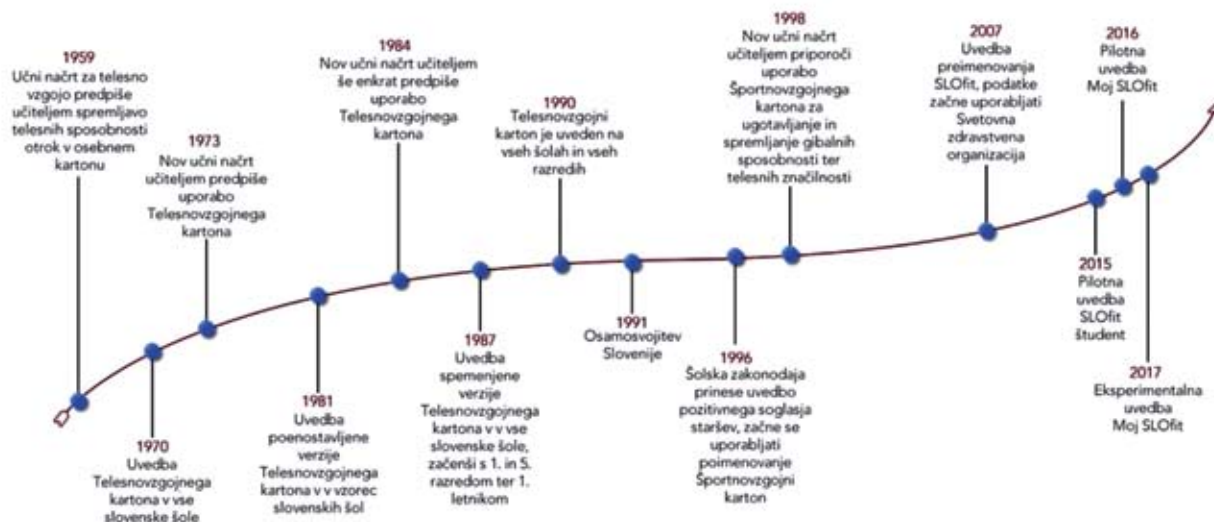 1959
Učni načrt za telesno
vzgojo predpiše
učiteljem spremljavo
telesnih sposobnosti
otrok v osebnem
kartonu
1970
Uvedba
Telesnovzgojnega
kartona v vse
slovenske šole
1973
Nov učni načrt
učiteljem predpiše
uporabo
Telesnovzgojnega
kartona
1981
Uvedba
poenostavljene
verzije
Telesnovzgojnega
kartona v v vzorec
slovenskih šol
1984
Nov učni načrt učiteljem
še enkrat predpiše
uporabo
Telesnovzgojnega
kartona
1987
Uvedba
spemenjene
verzije
Telesnovzgojnega
kartona v v vse
slovenske šole,
začenši s 1. in 5.
razredom ter 1.
letnikom
1990
Telesnovzgojni
karton je uveden na
vseh šolah in vseh
razredih
1991
Osamosvojitev
Slovenije
1996
Šolska zakonodaja
prinese uvedbo
pozitivnega soglasja
staršev, začne se
uporabljati
poimenovanje
Športnovzgojni
karton
1998
Nov učni načrt
učiteljem priporoči
uporabo
Športnovzgojnega
kartona za
ugotavljanje in
spremljanje gibalnih
sposobnosti ter
telesnih značilnosti
2007
Uvedba
preimenovanja
SLOfit, podatke
začne uporabljati
Svetovna
zdravstvena
organizacija
2015
Pilotna
uvedba
SLOfit
študent
2016
Pilotna
uvedba
Moj SLOfit
2017
Eksperimentalna
uvedba
Moj SLOfit